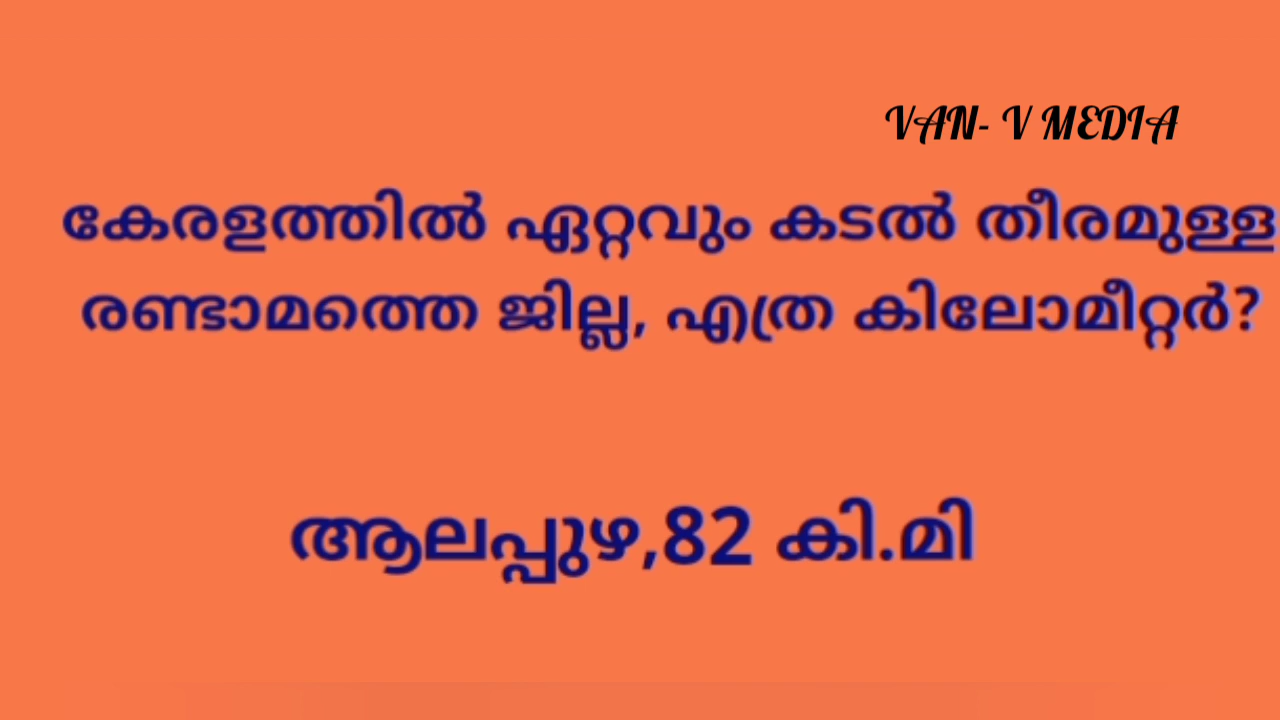 VAN- V MEDIA
കേരളത്തിൽ ഏറ്റവും കടൽ തീരമുള്ള
രണ്ടാമത്തെ ജില്ല, എത്ര കിലോമീറ്റർ?
ആലപ്പുഴ,82 കി.മി